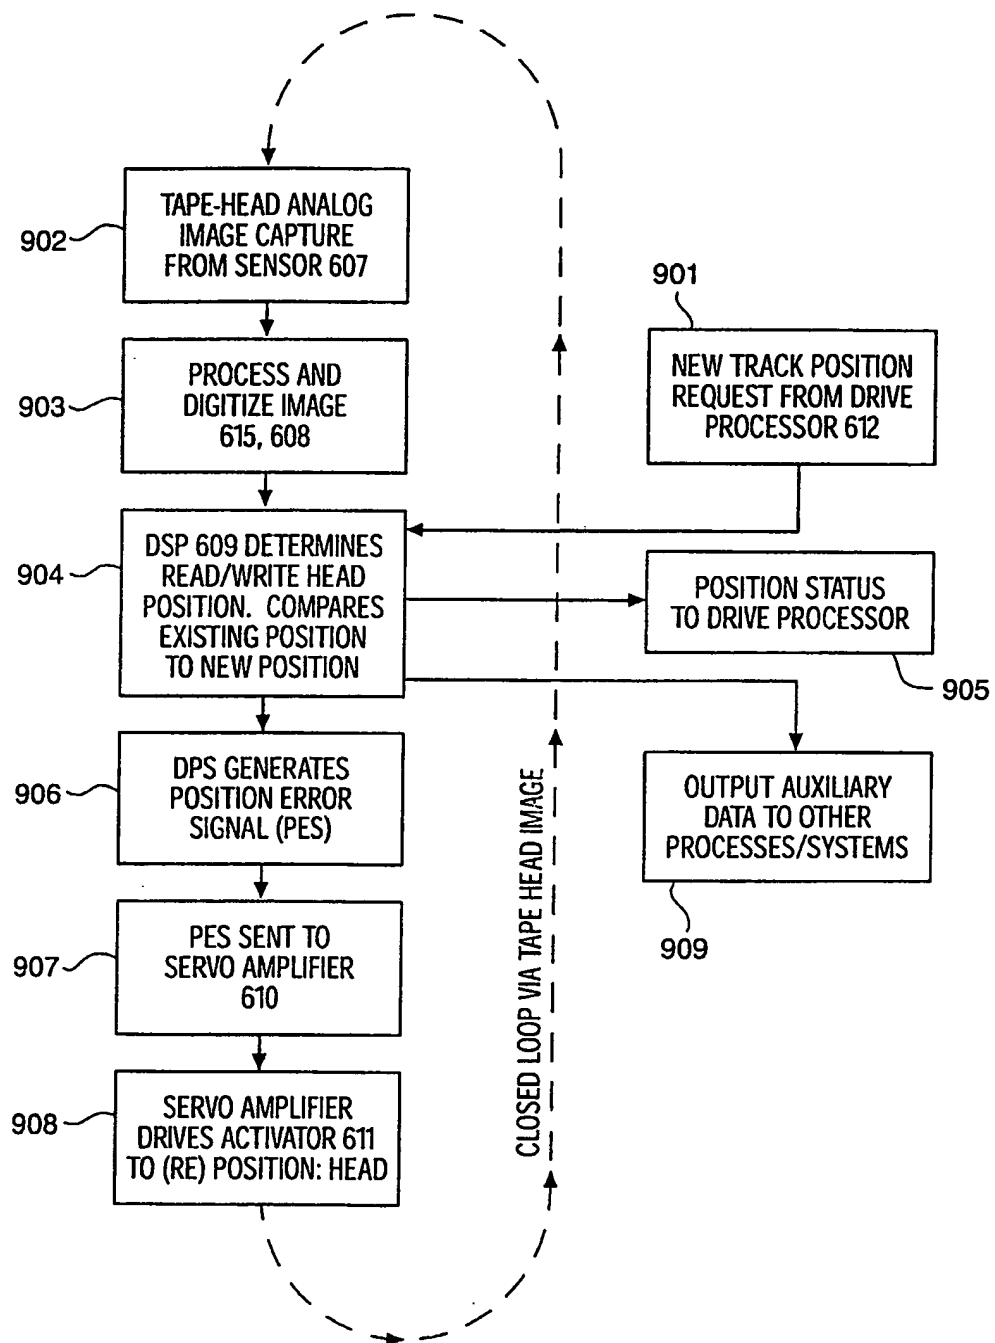 902
TAPE-HEAD ANALOG
IMAGE CAPTURE
FROM SENSOR 607
901
NEW TRACK POSITION
REQUEST FROM DRIVE
PROCESSOR 612
903
PROCESS AND
DIGITIZE IMAGE
615, 608
904
DSP 609 DETERMINES
READ/WRITE HEAD
POSITION. COMPARES
EXISTING POSITION
TO NEW POSITION
POSITION STATUS
TO DRIVE PROCESSOR
905
906
DPS GENERATES
POSITION ERROR
SIGNAL (PES)
OUTPUT AUXILIARY
DATA TO OTHER
PROCESSES/SYSTEMS
909
907
PES SENT TO
SERVO AMPLIFIER
610
908
SERVO AMPLIFIER
DRIVES ACTIVATOR 611
TO (RE) POSITION: HEAD
CLOSED LOOP VIA TAPE HEAD IMAGE